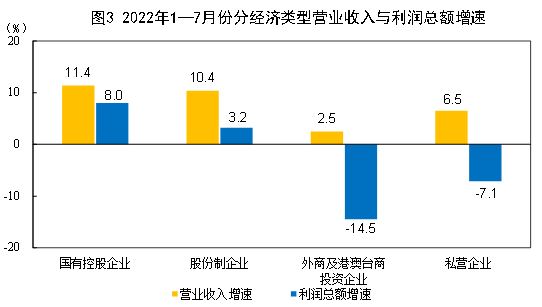 图3 2022年1—7月份分经济类型营业收入与利润总额增速
(%)
20
10
0
-10
-20
11.4
8.0
10.4
3.2
2.5
-14.5
6.5
-7.1
国有控股企业
股份制企业
外商及港澳台商
投资企业
私营企业
营业收入增速
利润总额增速